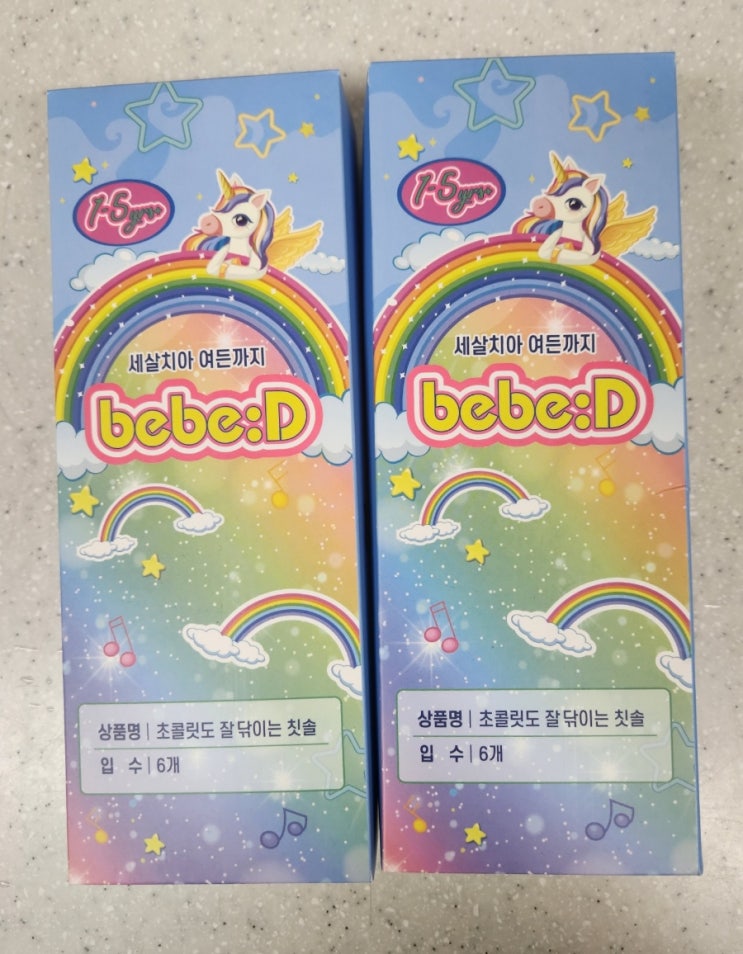 1-5yrs+
세살치아 여든까지
bebe:D
상품명 | 초콜릿도 잘 닦이는 칫솔
입 수 | 6개
1-5yrs+
세살치아 여든까지
bebe:D
상품명 | 초콜릿도 잘 닦이는 칫솔
입 수 | 6개